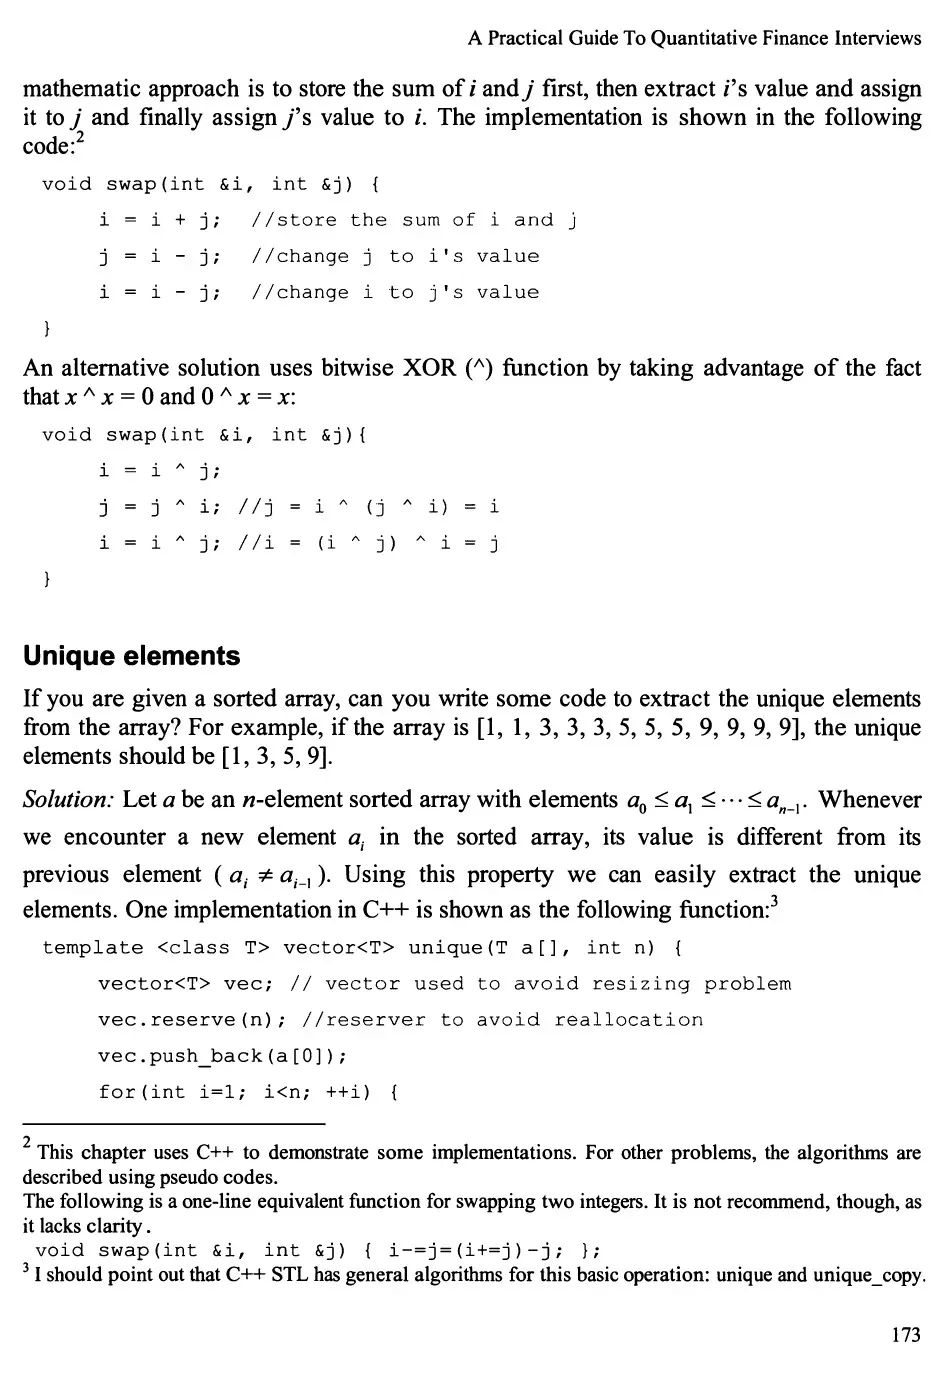 A Practical Guide To Quantitative Finance Interviews
mathematic approach is to store the sum of i and j first, then extract i's value and assign
it to j and finally assign j's value to i. The implementation is shown in the following
code:2
void swap(int &i, int &j) {
i = i + j; //store the sum of i and j
j = i - j; //change j to i's value
i = i - j; //change i to j's value
}
An alternative solution uses bitwise XOR (^) function by taking advantage of the fact
that x ^ x = 0 and 0 ^ x = x:
void swap(int &i, int &j){
i = i ^ j;
j = j ^ i; //j = i ^ (j ^ i) = i
i = i ^ j; //i = (i ^ j) ^ i = j
}
Unique elements
If you are given a sorted array, can you write some code to extract the unique elements
from the array? For example, if the array is [1, 1, 3, 3, 3, 5, 5, 5, 9, 9, 9, 9], the unique
elements should be [1, 3, 5, 9].
Solution: Let a be an n-element sorted array with elements a0 ≤ a1 ≤ ··· ≤ an−1. Whenever
we encounter a new element ai in the sorted array, its value is different from its
previous element ( ai ≠ ai−1 ). Using this property we can easily extract the unique
elements. One implementation in C++ is shown as the following function:3
template <class T> vector<T> unique(T a[], int n) {
vector<T> vec; // vector used to avoid resizing problem
vec.reserve(n); //reserver to avoid reallocation
vec.push_back(a[0]);
for(int i=1; i<n; ++i) {
2 This chapter uses C++ to demonstrate some implementations. For other problems, the algorithms are
described using pseudo codes.
The following is a one-line equivalent function for swapping two integers. It is not recommend, though, as
it lacks clarity.
void swap(int &i, int &j) { i-=j=(i+=j)-j; };
3 I should point out that C++ STL has general algorithms for this basic operation: unique and unique_copy.
173